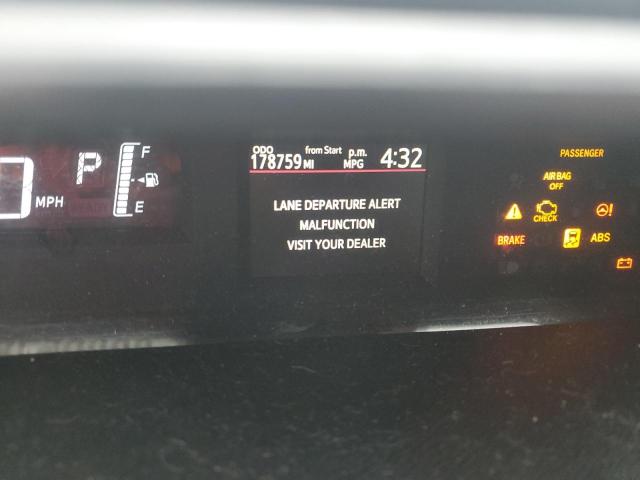 MPH
P
F
E
ODO from Start p.m. 4:32
178759 MI MPG
LANE DEPARTURE ALERT
MALFUNCTION
VISIT YOUR DEALER
PASSENGER
AIR BAG
OFF
CHECK
BRAKE
ABS